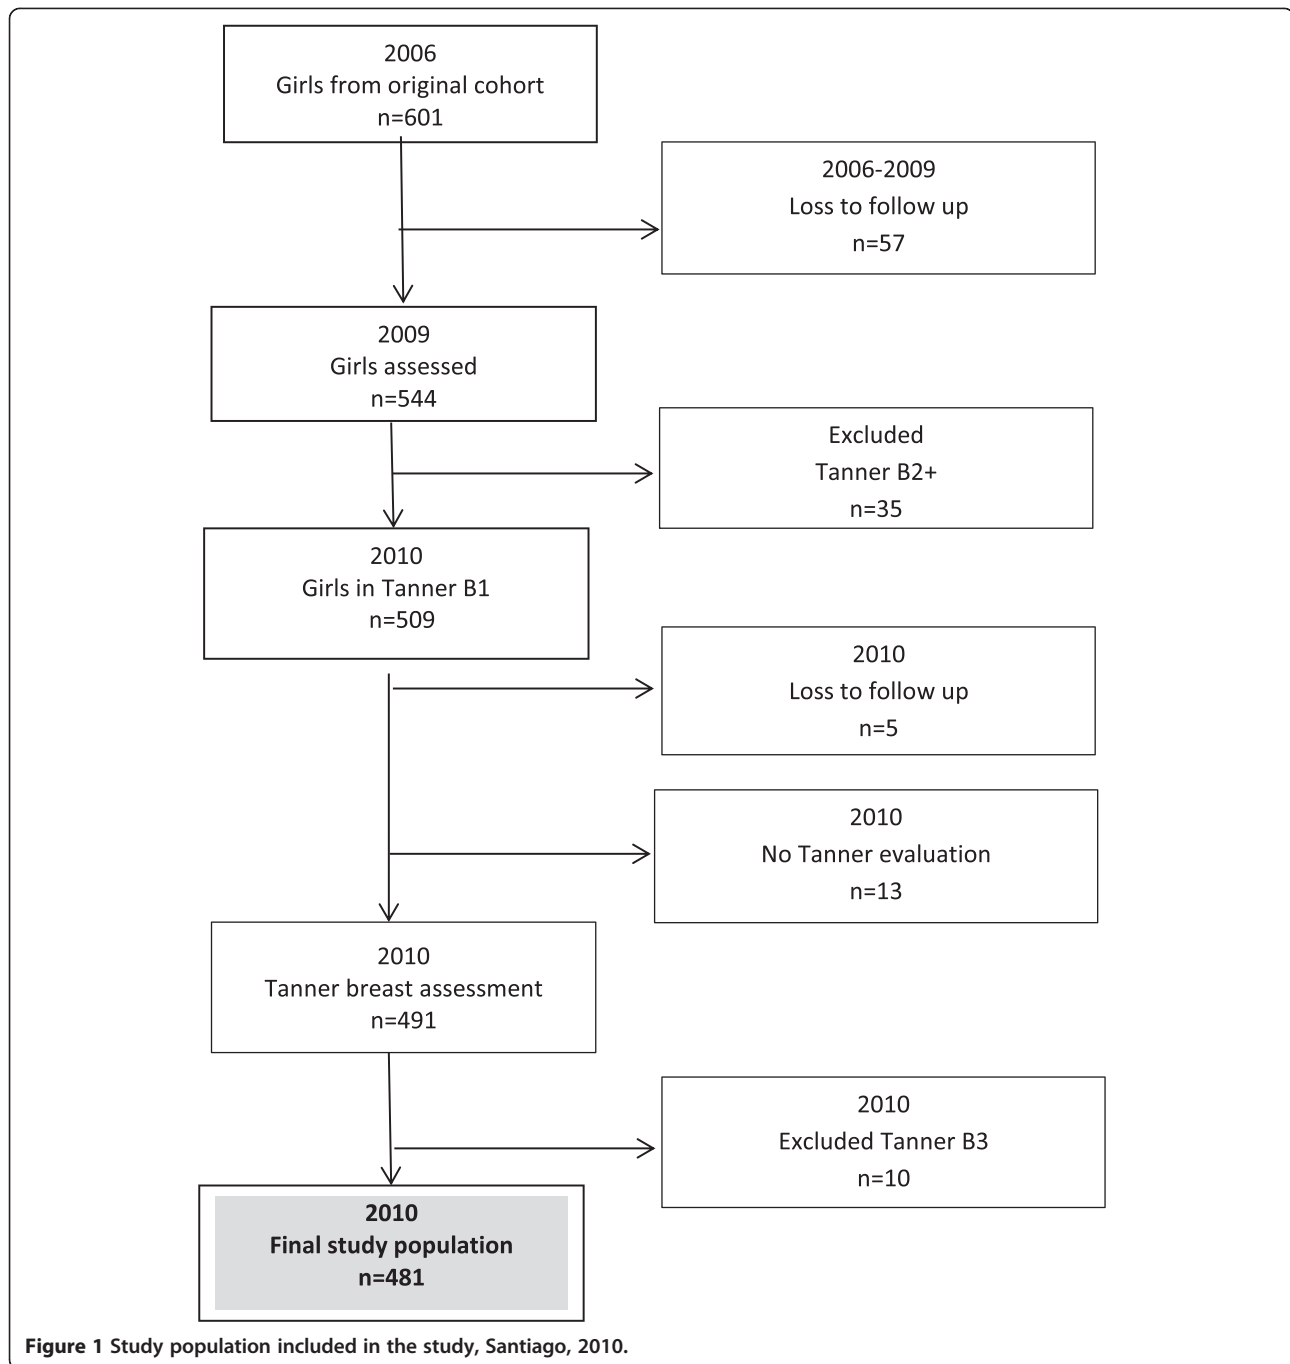 2006
Girls from original cohort
n=601
2006-2009
Loss to follow up
n=57
2009
Girls assessed
n=544
Excluded
Tanner B2+
n=35
2010
Girls in Tanner B1
n=509
2010
Loss to follow up
n=5
2010
No Tanner evaluation
n=13
2010
Tanner breast assessment
n=491
2010
Excluded Tanner B3
n=10
2010
Final study population
n=481
Figure 1 Study population included in the study, Santiago, 2010.